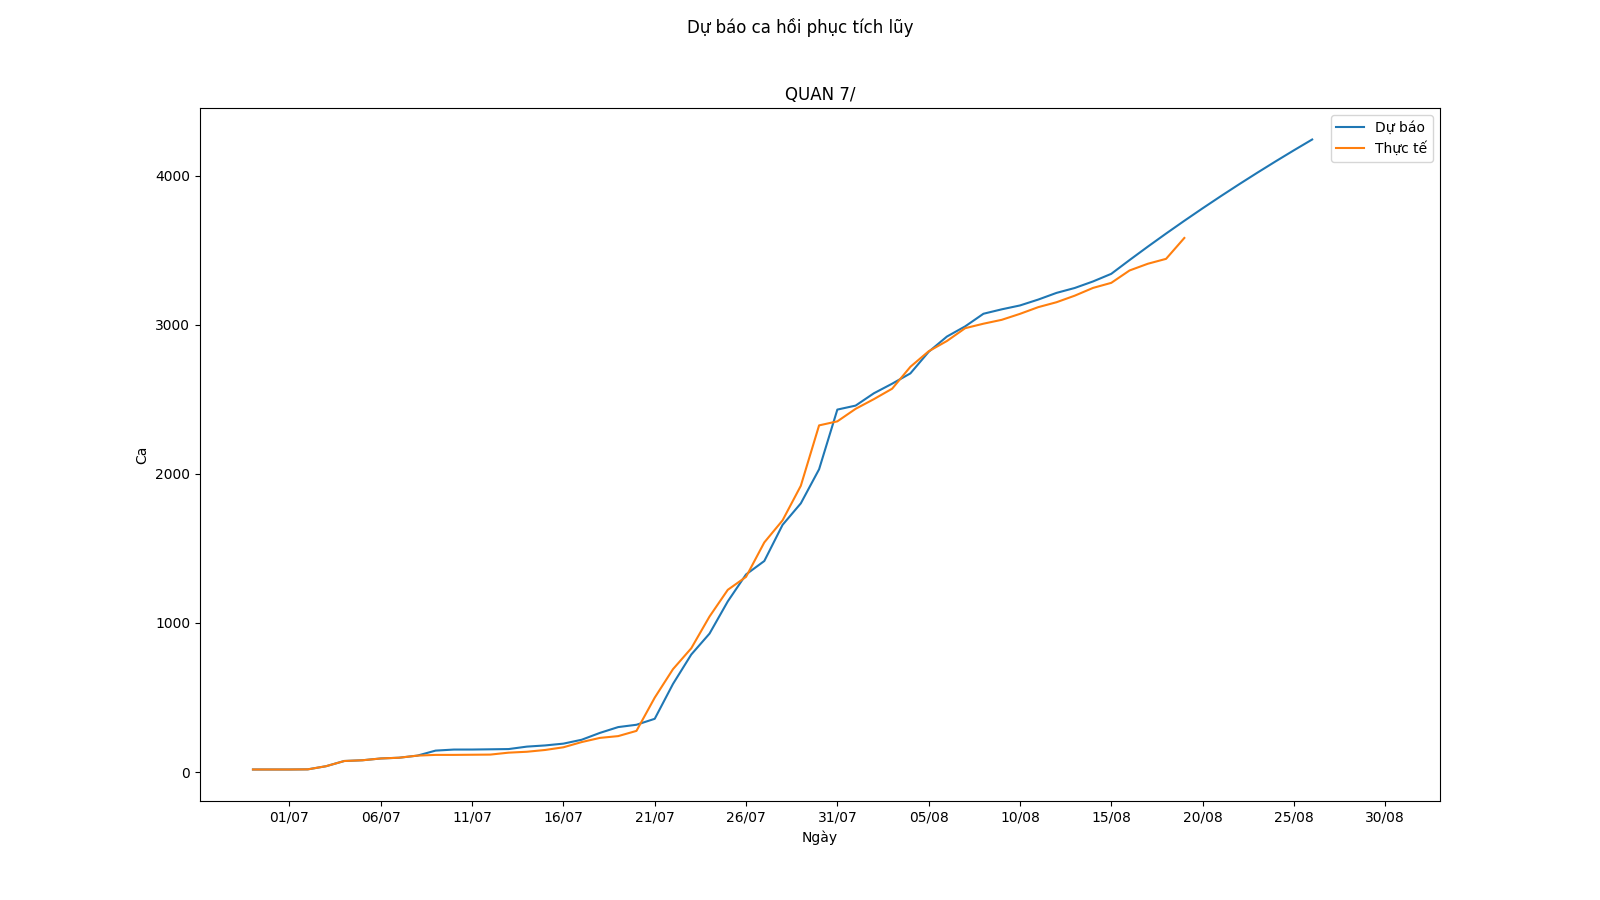 Dự báo ca hồi phục tích lũy
QUAN 7/
Dự báo
Thực tế
Ca
4000
3000
2000
1000
0
01/07 06/07 11/07 16/07 21/07 26/07 31/07 05/08 10/08 15/08 20/08 25/08 30/08
Ngày